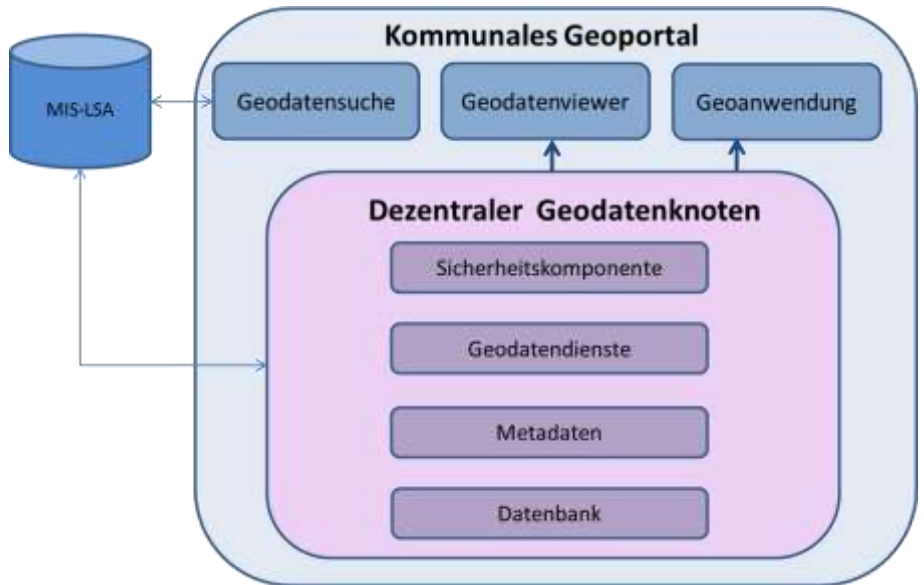 Kommunales Geoportal
MIS-LSA
Geodatensuche
Geodatenviewer
Geoanwendung
Dezentraler Geodatenknoten
Sicherheitskomponente
Geodatendienste
Metadaten
Datenbank